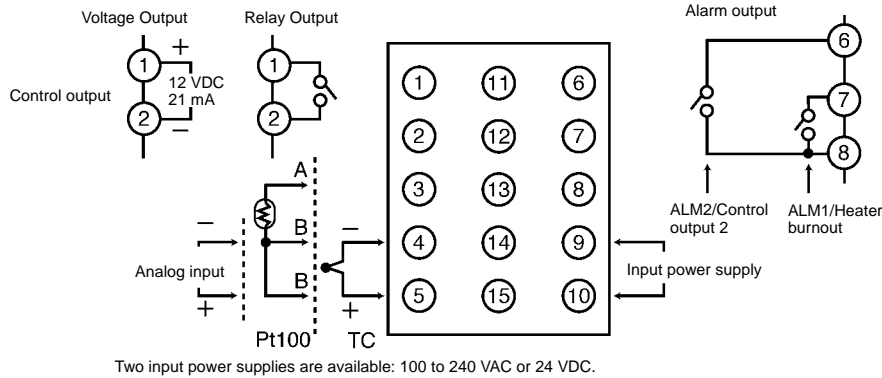 Voltage Output
Relay Output
Alarm output
Control output
+
1
12 VDC
21 mA
2
−
1
2
1 11 6
2 12 7
3 13 8
4 14 9
5 15 10
6
7
8
ALM2/Control
output 2
ALM1/Heater
burnout
A
B
B
−
Analog input
+
−
+
Pt100
TC
Input power supply
Two input power supplies are available: 100 to 240 VAC or 24 VDC.